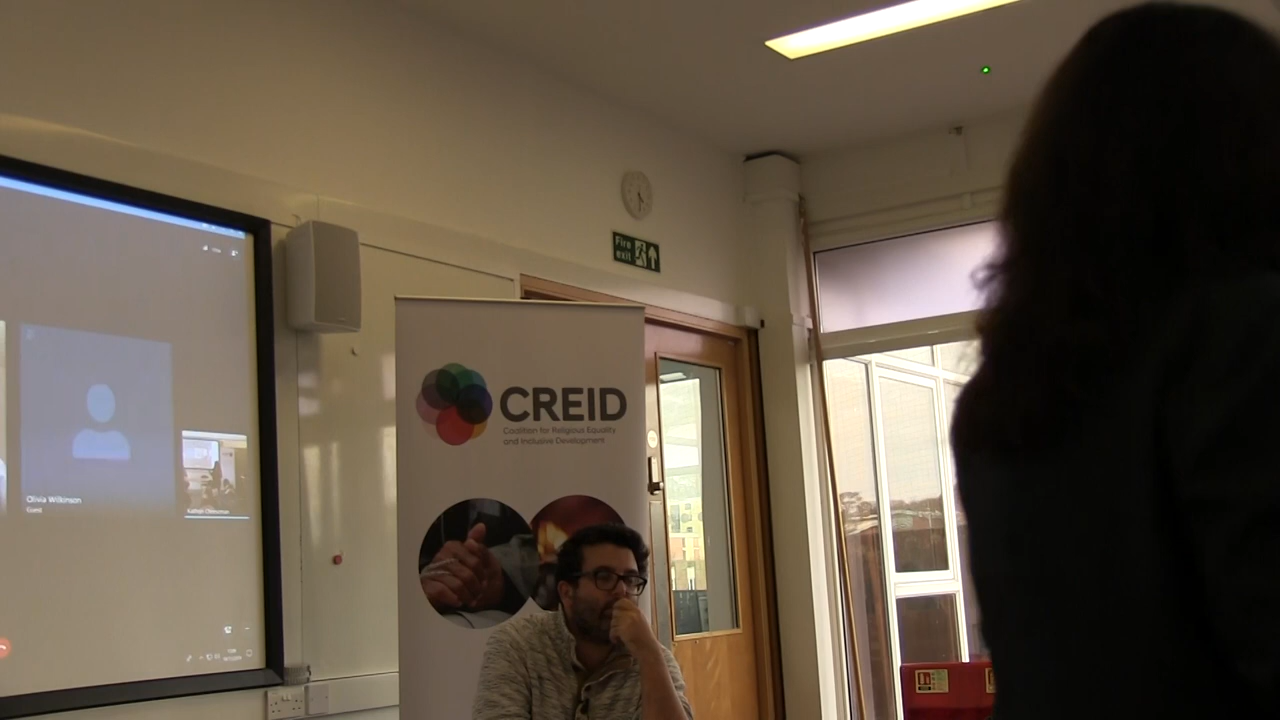 Fire
exit
CREID
Coalition for Religious Equality
and Inclusive Development
Olivia Wilkinson
Guest